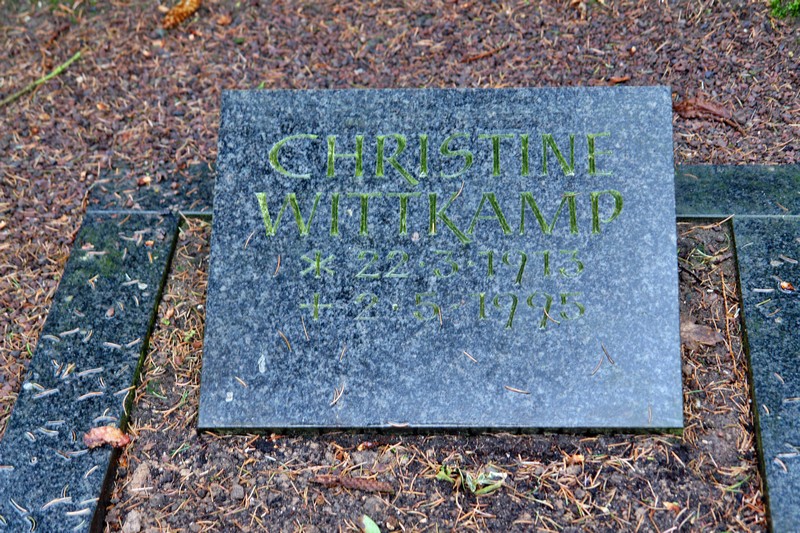 CHRISTINE
WITTKAMP
* 22·3·1913
+ 2·5·1995